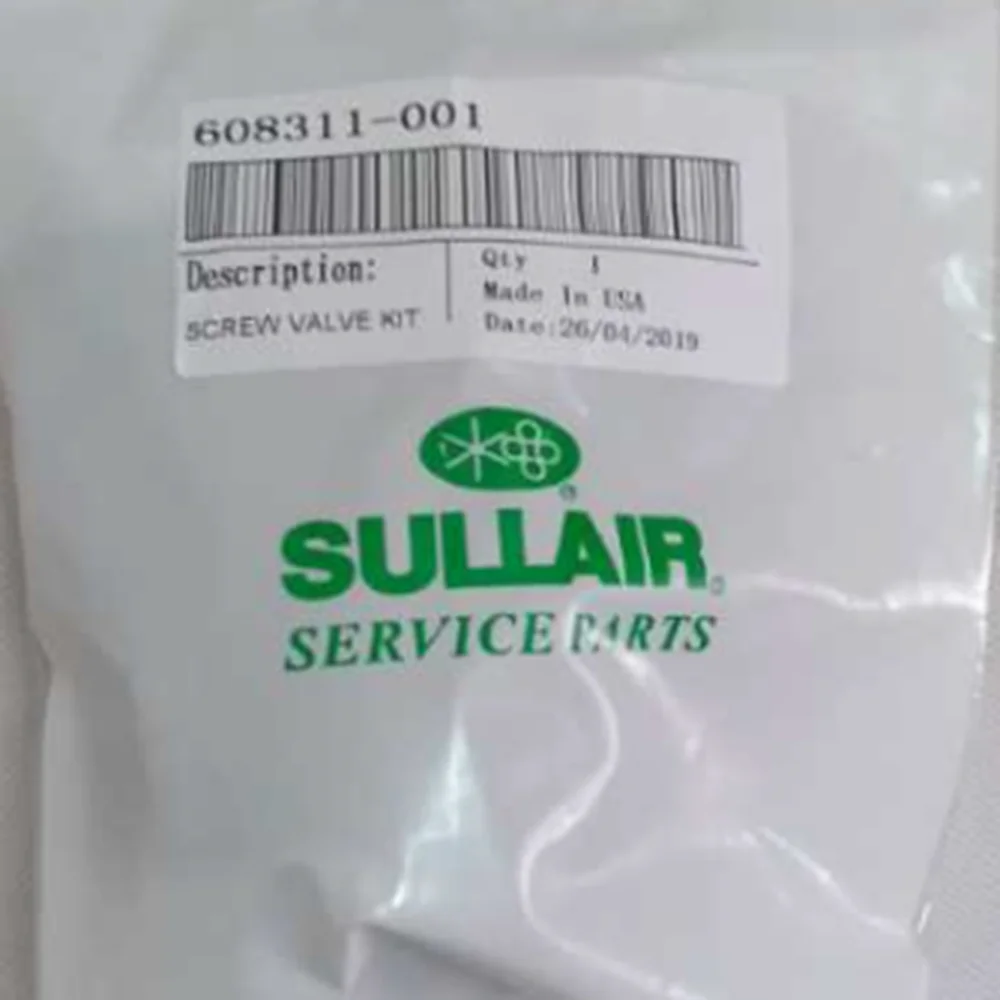 608311-001
Description:
SCREW VALVE KIT
Qty 1
Made In USA
Date:26/04/2019
SULLAIR
SERVICE PARTS